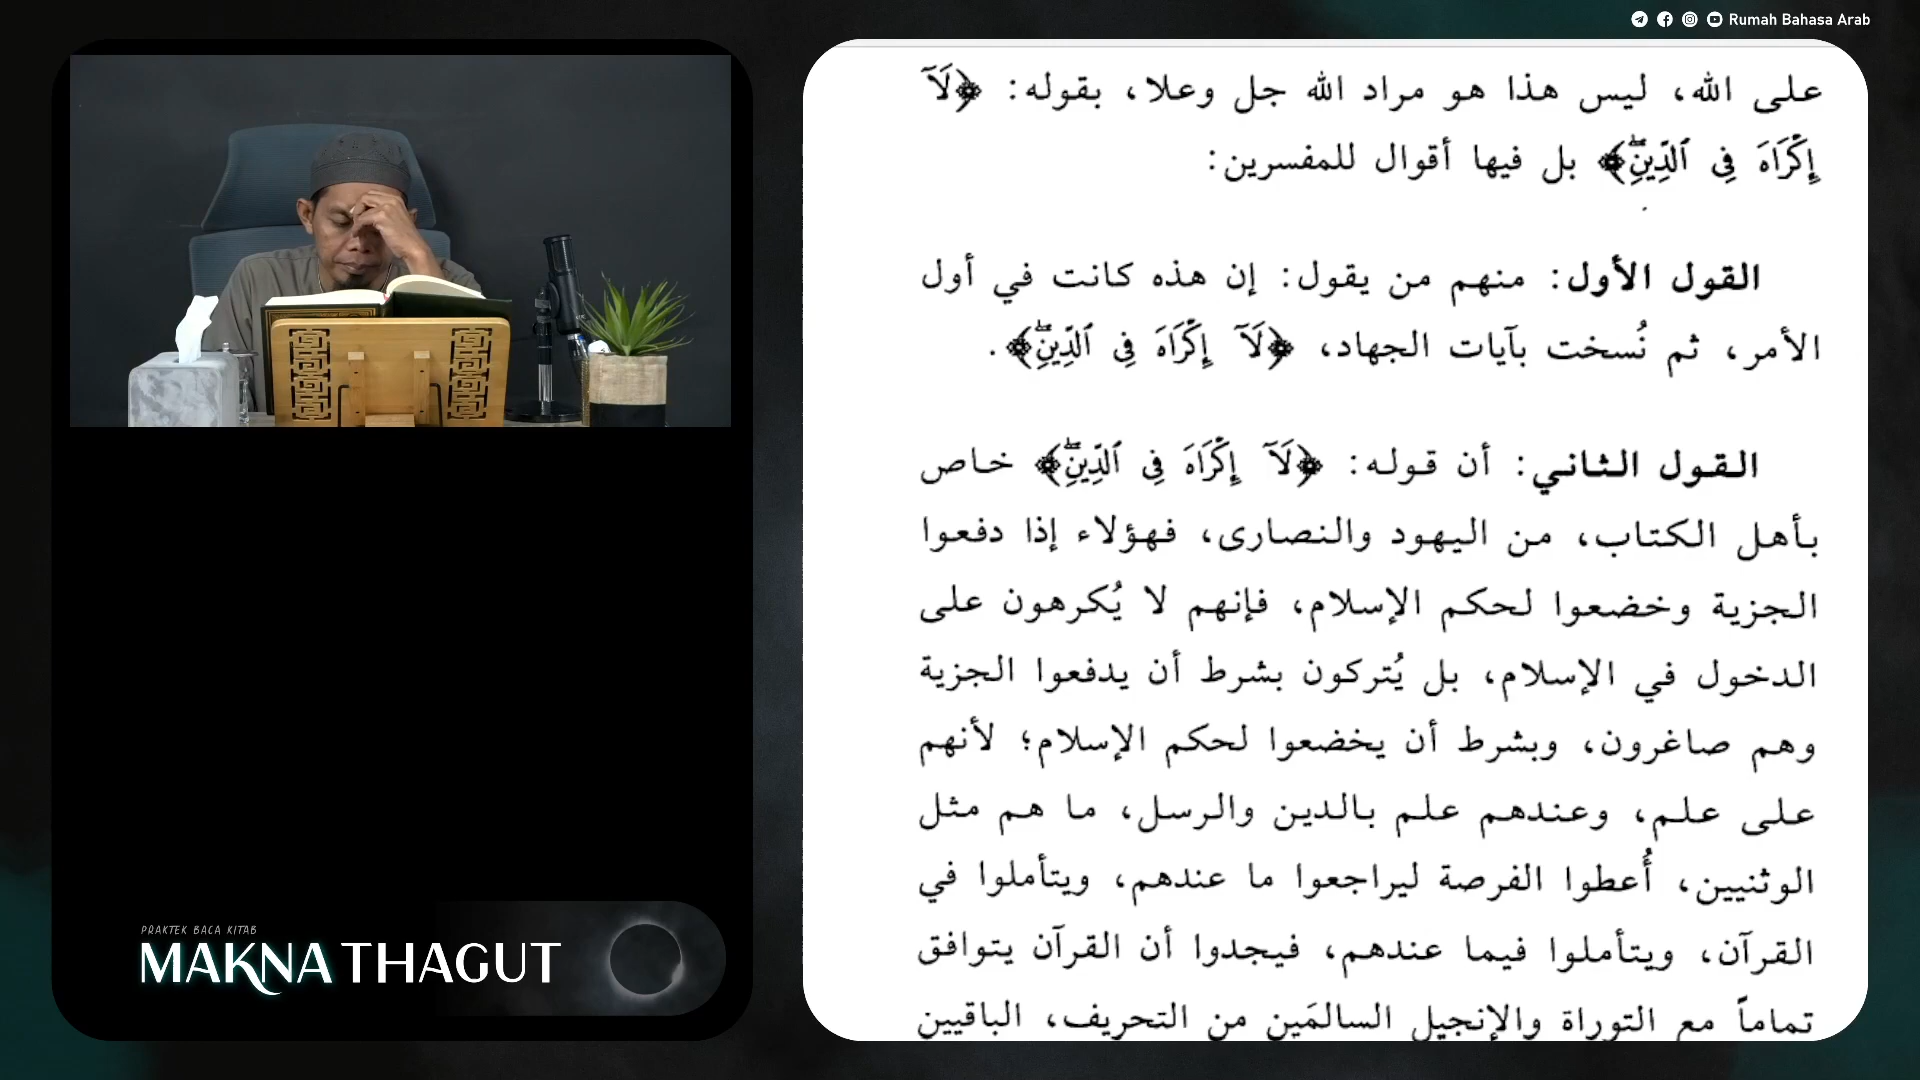 Rumah Bahasa Arab
على الله، ليس هذا هو مراد الله جل وعلا، بقوله: ﴿لَآ
إِكْرَاهَ فِى ٱلدِّينِۖ﴾ بل فيها أقوال للمفسرين:
القول الأول: منهم من يقول: إن هذه كانت في أول
الأمر، ثم نُسخت بآيات الجهاد، ﴿لَآ إِكْرَاهَ فِى ٱلدِّينِۖ﴾.
القول الثاني: أن قوله: ﴿لَآ إِكْرَاهَ فِى ٱلدِّينِۖ﴾ خاص
بأهل الكتاب، من اليهود والنصارى، فهؤلاء إذا دفعوا
الجزية وخضعوا لحكم الإسلام، فإنهم لا يُكرهون على
الدخول في الإسلام، بل يُتركون بشرط أن يدفعوا الجزية
وهم صاغرون، وبشرط أن يخضعوا لحكم الإسلام؛ لأنهم
على علم، وعندهم علم بالدين والرسل، ما هم مثل
الوثنيين، أُعطوا الفرصة ليراجعوا ما عندهم، ويتأملوا في
القرآن، ويتأملوا فيما عندهم، فيجدوا أن القرآن يتوافق
تماماً مع التوراة والإنجيل السالمَين من التحريف، الباقيين
PRAKTEK BACA KITAB
MAKNA THAGUT